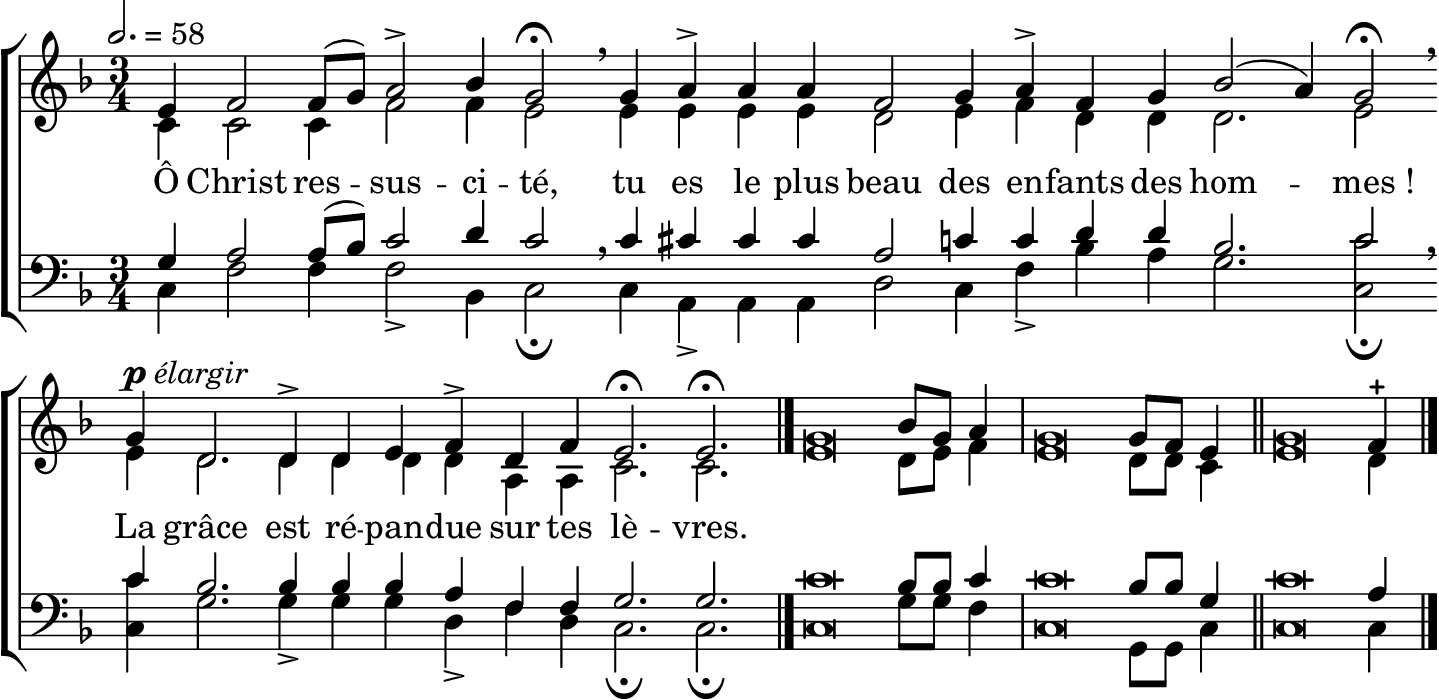 𝅗𝅥. = 58
Ô Christ res - sus - ci - té, tu es le plus beau des enfants des hom - mes !
p élargir
La grâce est ré - pandue sur tes lè - vres.